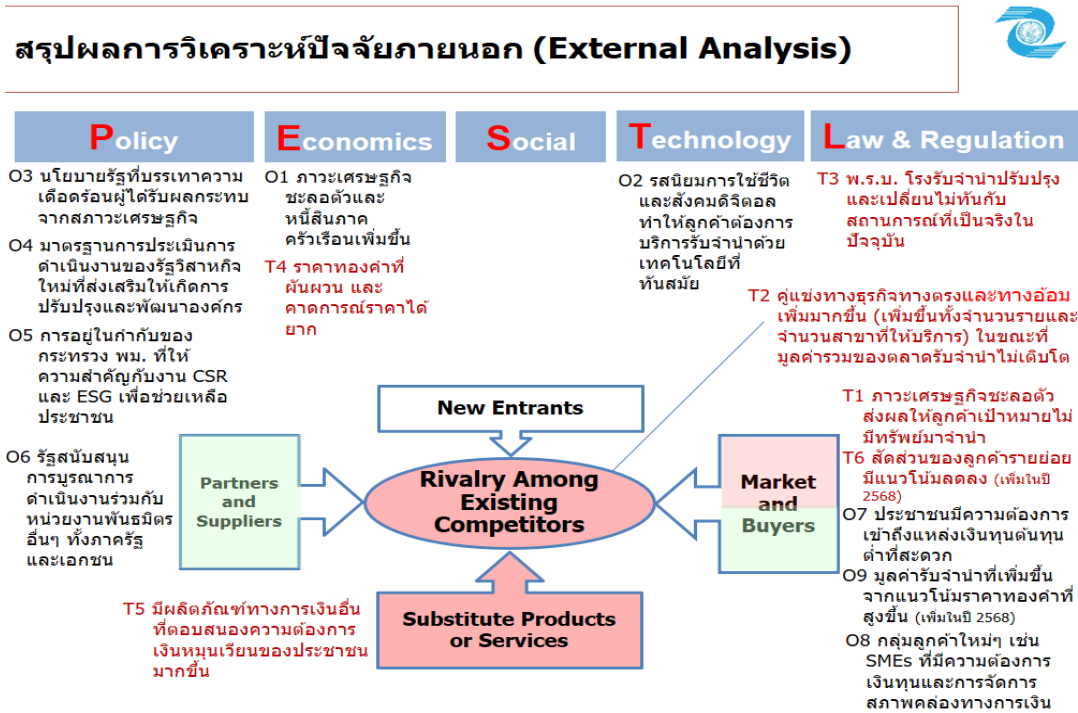 สรุปผลการวิเคราะห์ปัจจัยภายนอก (External Analysis)
Policy
Economics
Social
Technology
Law & Regulation
O3 นโยบายรัฐที่บรรเทาความ
เดือดร้อนผู้ได้รับผลกระทบ
จากสภาวะเศรษฐกิจ
O4 มาตรฐานการประเมินการ
ดำเนินงานของรัฐวิสาหกิจ
ใหม่ที่ส่งเสริมให้เกิดการ
ปรับปรุงและพัฒนาองค์กร
O5 การอยู่ในกำกับของ
กระทรวง พม. ที่ให้
ความสำคัญกับงาน CSR
และ ESG เพื่อช่วยเหลือ
ประชาชน
O6 รัฐสนับสนุน
การบูรณาการ
ดำเนินงานร่วมกับ
หน่วยงานพันธมิตร
อื่นๆ ทั้งภาครัฐ
และเอกชน
O1 ภาวะเศรษฐกิจ
ชะลอตัวและ
หนี้สินภาค
ครัวเรือนเพิ่มขึ้น
T4 ราคาทองคำที่
ผันผวน และ
คาดการณ์ราคาได้
ยาก
O2 รสนิยมการใช้ชีวิต
และสังคมดิจิตอล
ทำให้ลูกค้าต้องการ
บริการรับจำนำด้วย
เทคโนโลยีที่
ทันสมัย
T3 พ.ร.บ. โรงรับจำนำปรับปรุง
และเปลี่ยนไม่ทันกับ
สถานการณ์ที่เป็นจริงใน
ปัจจุบัน
T2 คู่แข่งทางธุรกิจทางตรงและทางอ้อม
เพิ่มมากขึ้น (เพิ่มขึ้นทั้งจำนวนรายและ
จำนวนสาขาที่ให้บริการ) ในขณะที่
มูลค่ารวมของตลาดรับจำนำไม่เติบโต
New Entrants
Partners
and
Suppliers
Rivalry Among
Existing
Competitors
Market
and
Buyers
Substitute Products
or Services
T5 มีผลิตภัณฑ์ทางการเงินอื่น
ที่ตอบสนองความต้องการ
เงินหมุนเวียนของประชาชน
มากขึ้น
T1 ภาวะเศรษฐกิจชะลอตัว
ส่งผลให้ลูกค้าเป้าหมายไม่
มีทรัพย์มาจำนำ
T6 สัดส่วนของลูกค้ารายย่อย
มีแนวโน้มลดลง (เพิ่มในปี
2568)
O7 ประชาชนมีความต้องการ
เข้าถึงแหล่งเงินทุนต้นทุน
ต่ำที่สะดวก
O9 มูลค่ารับจำนำที่เพิ่มขึ้น
จากแนวโน้มราคาทองคำที่
สูงขึ้น (เพิ่มในปี 2568)
O8 กลุ่มลูกค้าใหม่ๆ เช่น
SMEs ที่มีความต้องการ
เงินทุนและการจัดการ
สภาพคล่องทางการเงิน